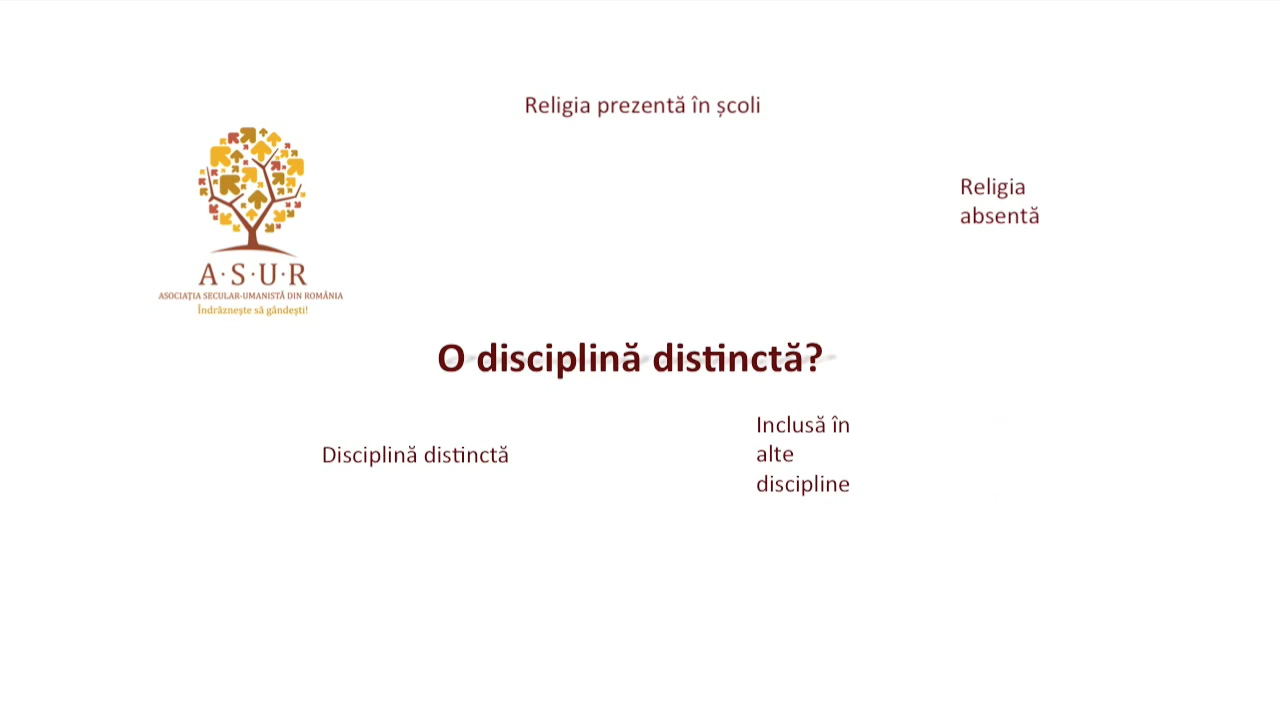 Religia prezentă în școli
Religia
absentă
A·S·U·R
ASOCIAȚIA SECULAR-UMANISTĂ DIN ROMÂNIA
Îndrăznește să gândești!
O disciplină distinctă?
Disciplină distinctă
Inclusă în
alte
discipline